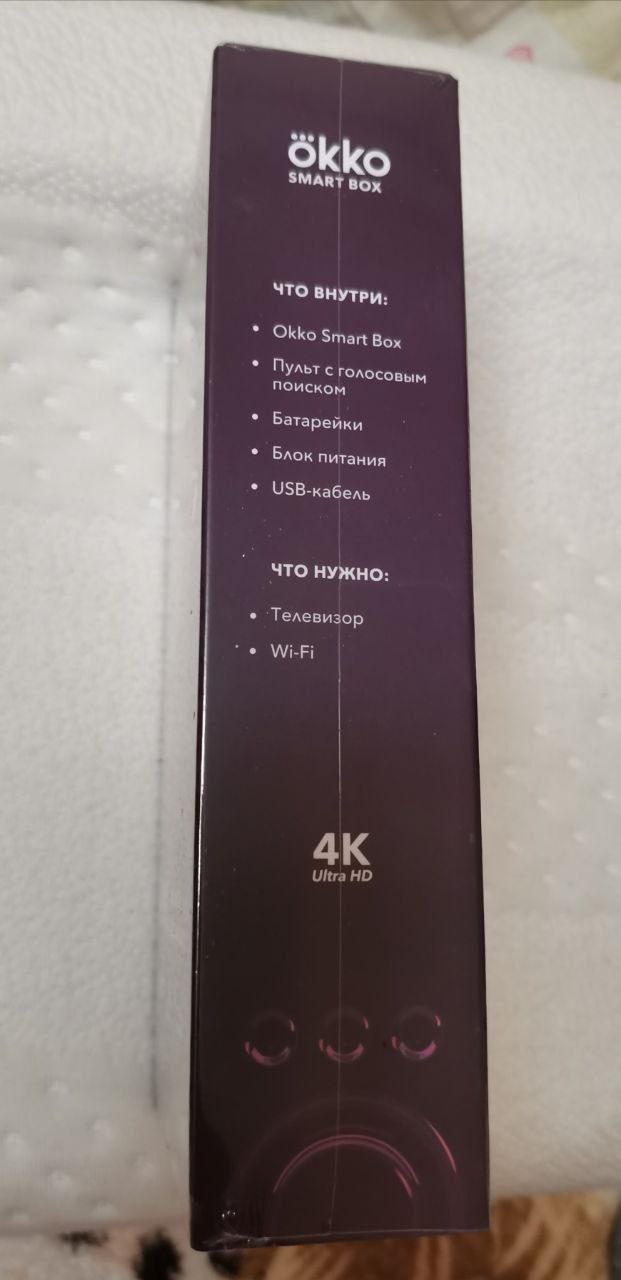 ökko
SMART BOX
ЧТО ВНУТРИ:
• Okko Smart Box
• Пульт с голосовым
поиском
• Батарейки
• Блок питания
• USB-кабель
ЧТО НУЖНО:
• Телевизор
• Wi-Fi
4K
Ultra HD